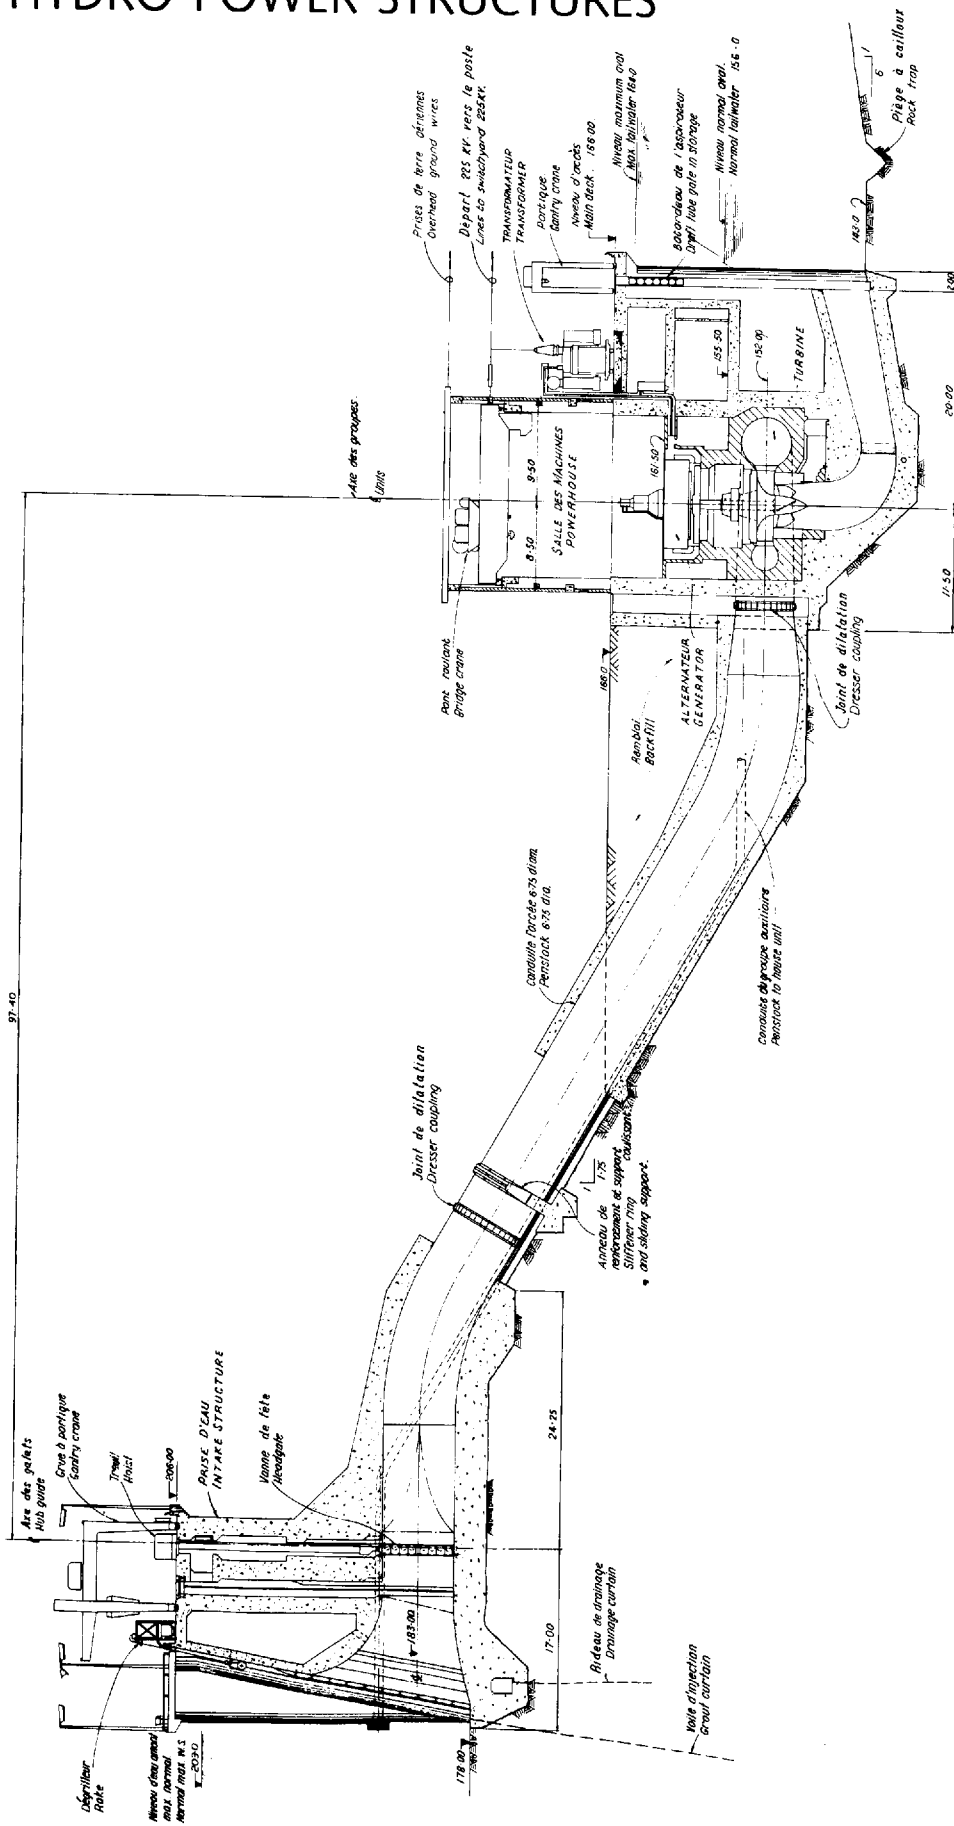 HYDRO POWER STRUCTURES
Prises de terre aériennes
Overhead ground wires
Départ 225 KV. vers le poste
Lines to switchyard 225KV.
TRANSFORMATEUR
TRANSFORMER
Portique
Gantry crane
Niveau d'accès
Main deck. 166.00.
Niveau maximum aval
Max tailwater 164.0
Batardeau de l'aspirateur
Draft tube gate in storage
Niveau normal aval.
Normal tailwater 156.0
1
6
Piège à cailloux
Rock trap
143.0
Axe des groupes
Units
97.40
Pont roulant
Bridge crane
8.50
9.50
SALLE DES MACHINES
POWERHOUSE
161.50
155.50
152.00
TURBINE
2.00
20.00
11.50
166.0
Remblai
Backfill
ALTERNATEUR
GENERATOR
Joint de dilatation
Dresser coupling
Conduite forcée 6.75 diam.
Penstock 6.75 dia.
Conduite du groupe auxiliaire
Penstock to house unit
Joint de dilatation
Dresser coupling
1
1.75
Anneau de
renforcement et support coulissant
Stiffener ring
and sliding support.
Axe des galets
Hub guide
Grue à portique
Gantry crane
Treuil
Hoist
206.00
PRISE D'EAU
INTAKE STRUCTURE
Vanne de tête
Headgate
183.00
24.25
17.00
Rideau de drainage
Drainage curtain
Voile d'injection
Grout curtain
Dégrilleur
Rake
Niveau d'eau amont
max. normal
Normal max. W.S.
203.0
178.00